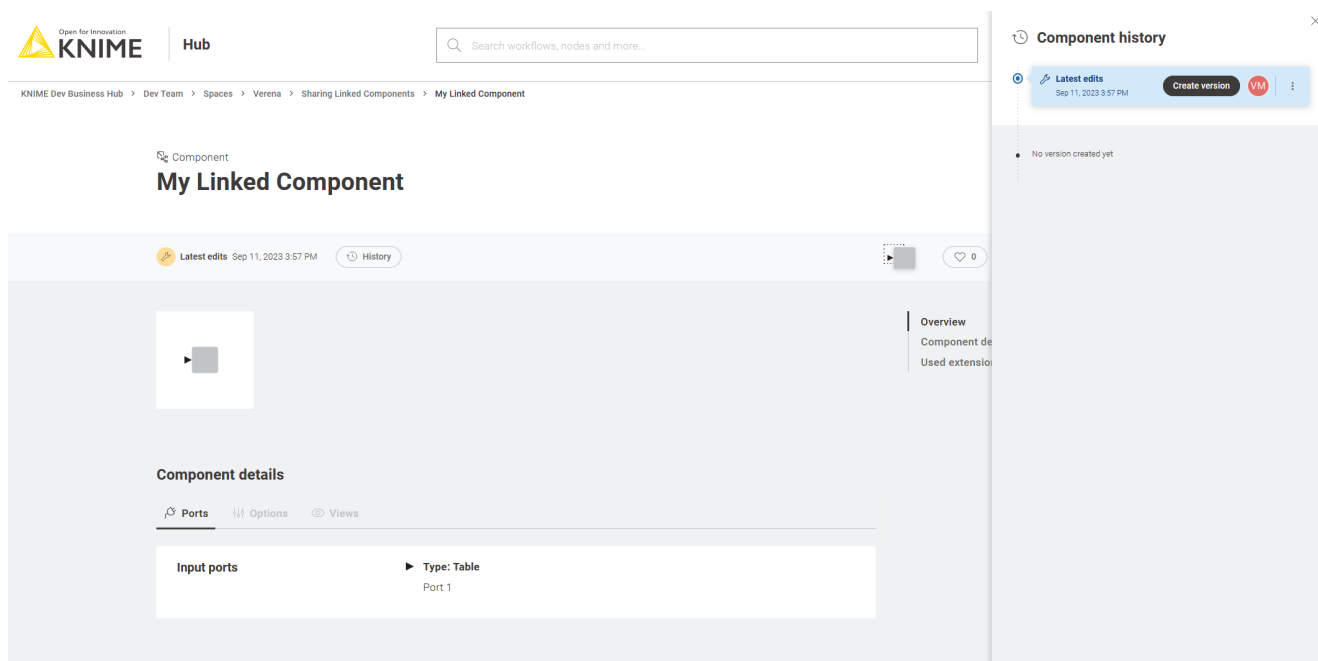 Open for Innovation
KNIME
Hub
Search workflows, nodes and more...
KNIME Dev Business Hub > Dev Team > Spaces > Verena > Sharing Linked Components > My Linked Component
Component
My Linked Component
Latest edits Sep 11, 2023 3:57 PM History
0
Overview
Component de
Used extension
Component details
Ports Options Views
Input ports
Type: Table
Port 1
Component history
Latest edits
Sep 11, 2023 3:57 PM
Create version
VM
No version created yet